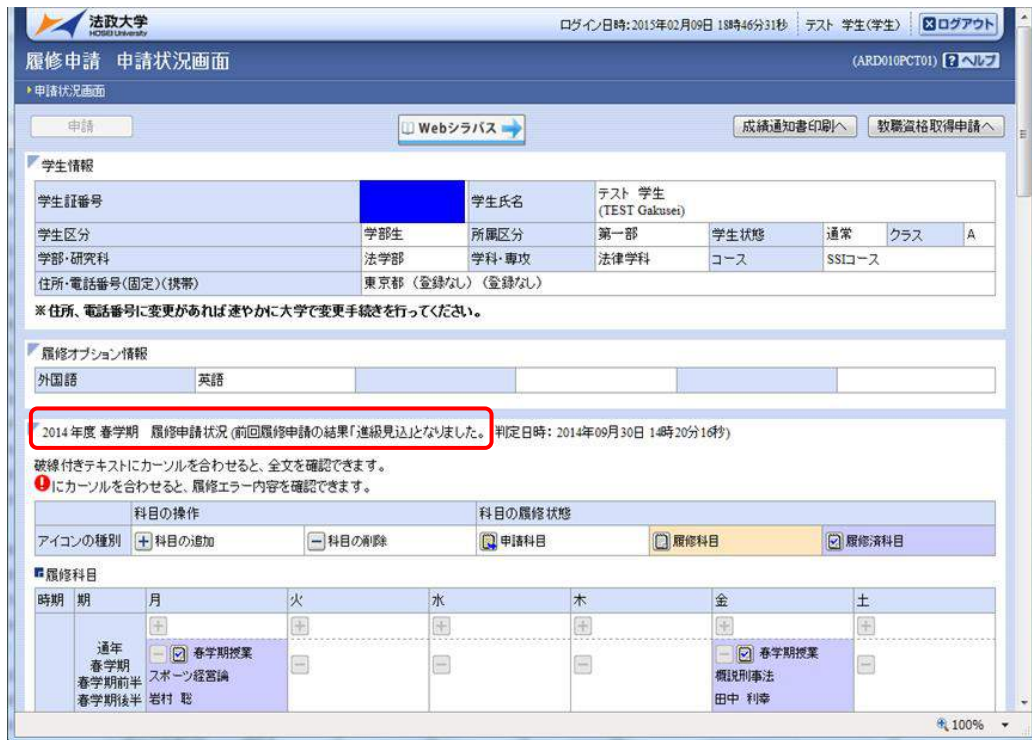 法政大学
HOSEI University
ログイン日時:2015年02月09日 18時46分31秒 テスト 学生(学生) ログアウト
履修申請 申請状況画面
(ARD010PCT01) ヘルプ
申請状況画面
申請 Webシラバス 成績通知書印刷へ 教職資格取得申請へ
学生情報
学生証番号 学生氏名 テスト 学生
(TEST Gakusei)
学生区分 学部生 所属区分 第一部 学生状態 通常 クラス A
学部・研究科 法学部 学科・専攻 法律学科 コース SSIコース
住所・電話番号(固定)(携帯) 東京都 (登録なし) (登録なし)
※住所、電話番号に変更があれば速やかに大学で変更手続きを行ってください。
履修オプション情報
外国語 英語
2014年度 春学期 履修申請状況 (前回履修申請の結果「進級見込」となりました。 判定日時: 2014年09月30日 14時20分16秒)
破線付きテキストにカーソルを合わせると、全文を確認できます。
にカーソルを合わせると、履修エラー内容を確認できます。
科目の操作 科目の履修状態
アイコンの種別 科目の追加 科目の削除 申請科目 履修科目 履修済科目
履修科目
時期 期 月 火 水 木 金 土
通年
春学期
春学期前半
春学期後半
春学期授業
スポーツ経営論
岩村 聡
春学期授業
概説刑事法
田中 利幸
100%